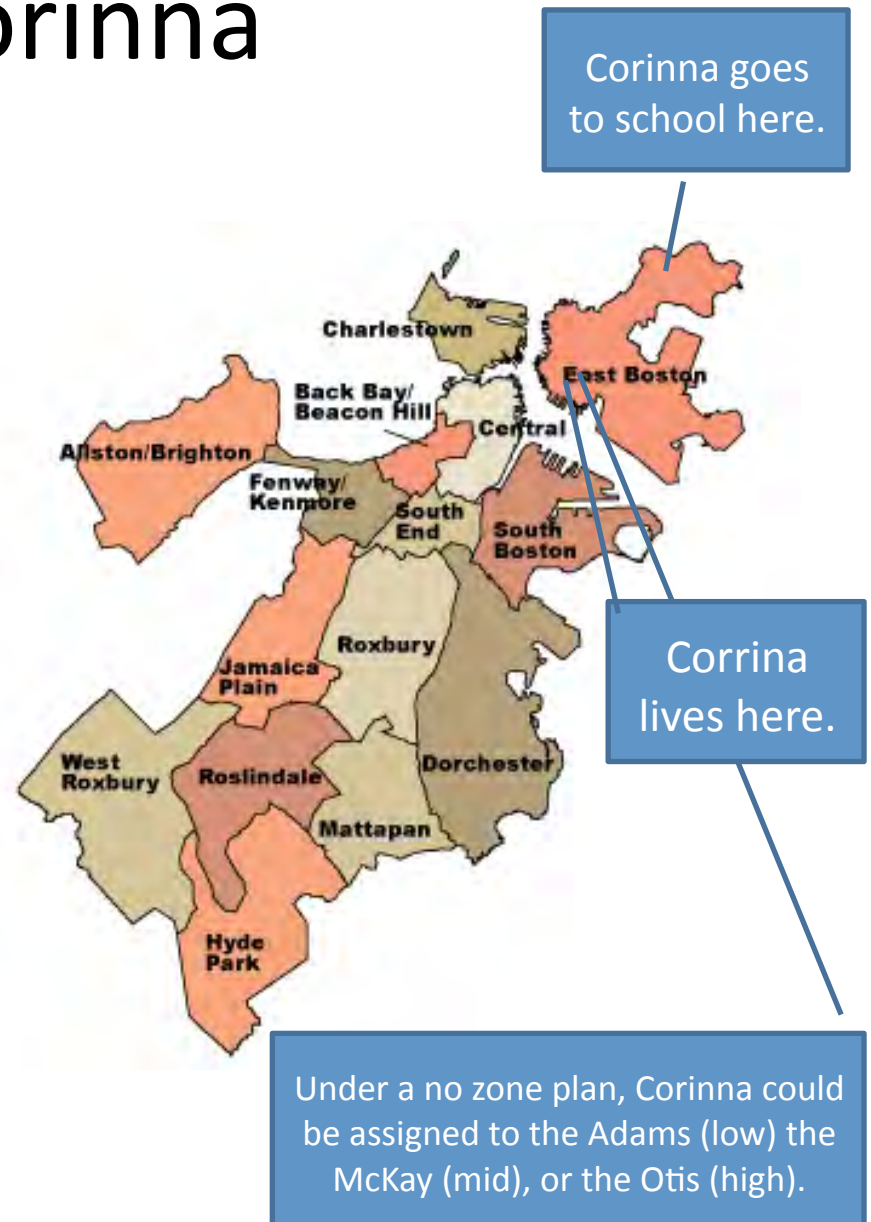 orinna
Corinna goes
to school here.
Charlestown
East Boston
Back Bay/
Beacon Hill
Central
Allston/Brighton
Fenway/
Kenmore
South
End
South
Boston
Roxbury
Jamaica
Plain
Corrina
lives here.
West
Roxbury
Roslindale
Dorchester
Mattapan
Hyde
Park
Under a no zone plan, Corinna could
be assigned to the Adams (low) the
McKay (mid), or the Otis (high).